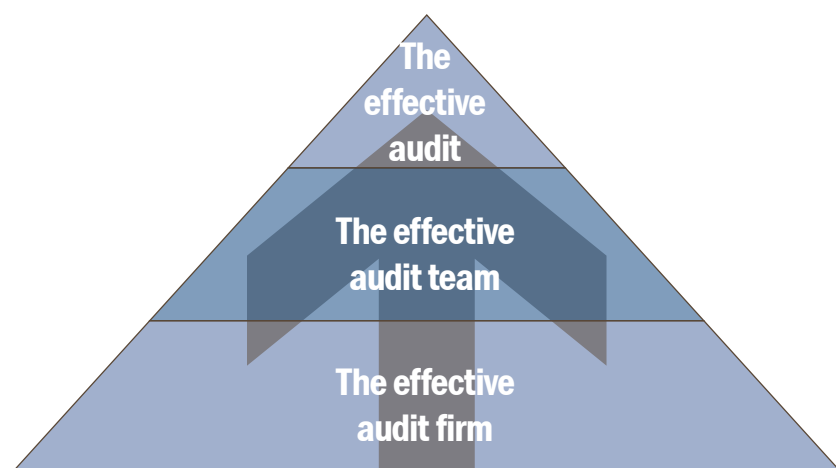 The
effective
audit
The effective
audit team
The effective
audit firm